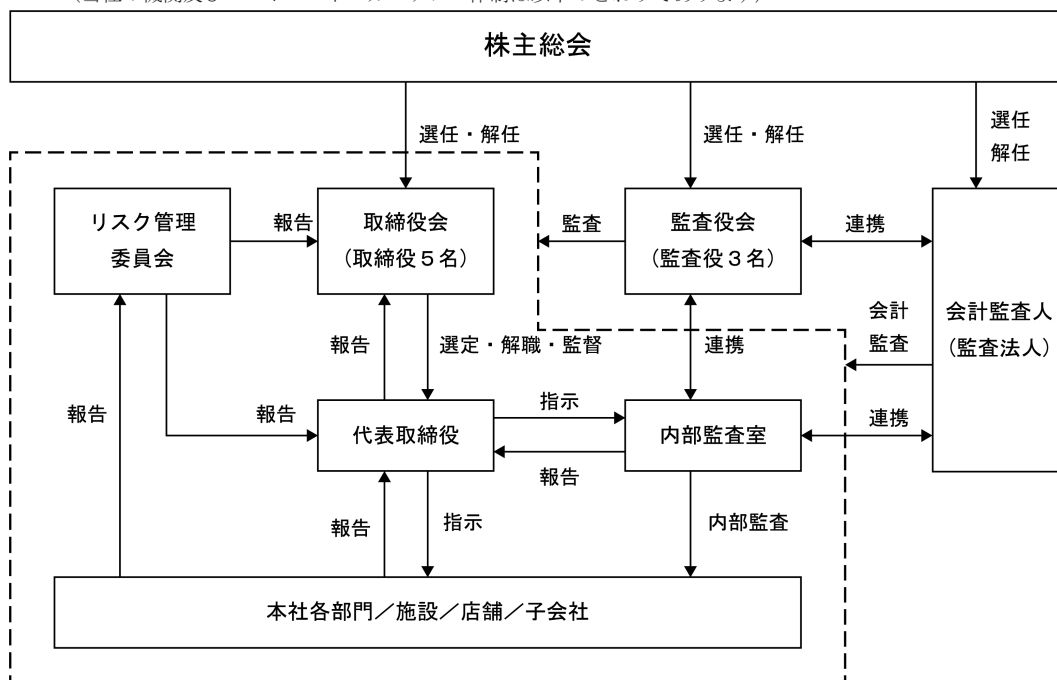 株主総会
選任・解任
選任・解任
選任
解任
リスク管理
委員会
報告
取締役会
(取締役5名)
監査
監査役会
(監査役3名)
連携
会計
監査
会計監査人
(監査法人)
報告
選定・解職・監督
連携
報告
報告
代表取締役
指示
報告
内部監査室
連携
報告
指示
内部監査
本社各部門/施設/店舗/子会社